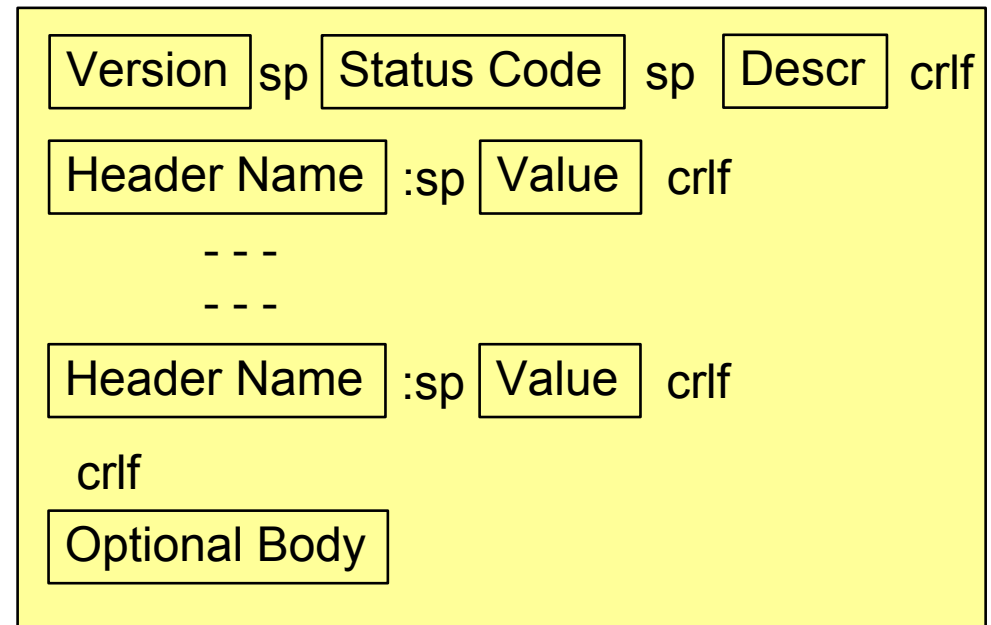 Version sp Status Code sp Descr crlf
Header Name :sp Value crlf
- - -
- - -
Header Name :sp Value crlf
crlf
Optional Body